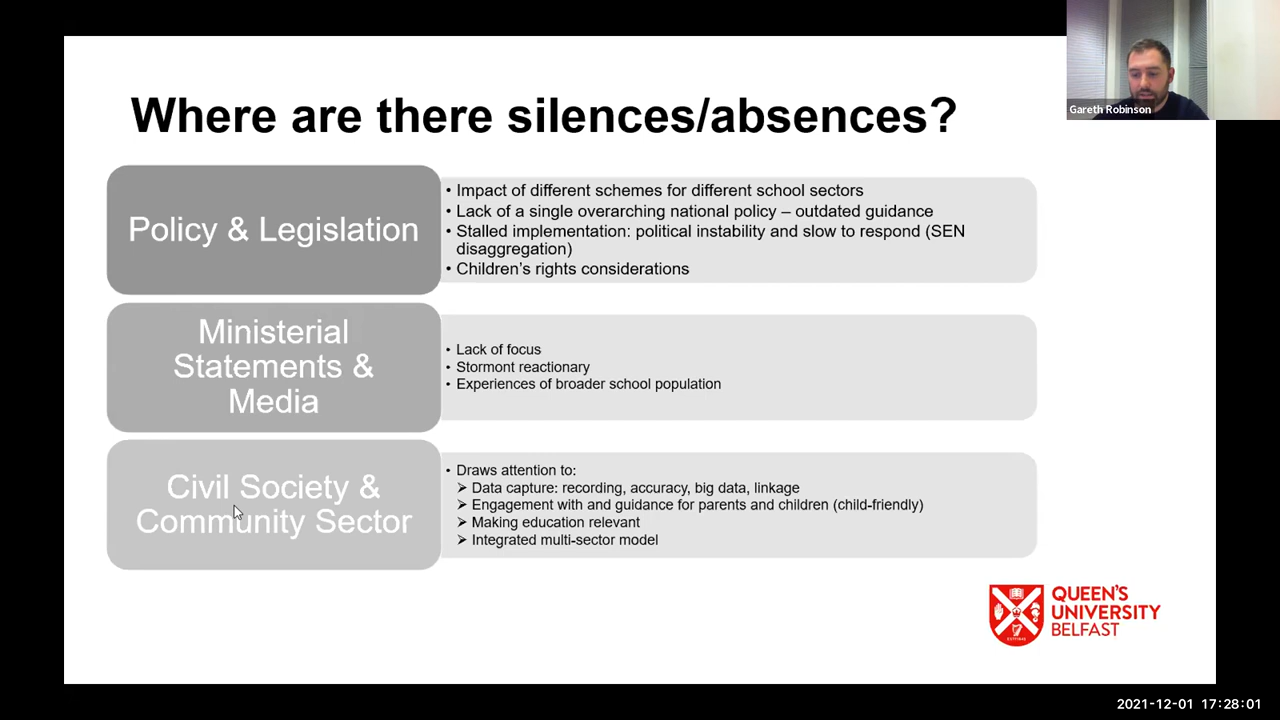 Where are there silences/absences?
Gareth Robinson
Policy & Legislation
• Impact of different schemes for different school sectors
• Lack of a single overarching national policy – outdated guidance
• Stalled implementation: political instability and slow to respond (SEN
disaggregation)
• Children's rights considerations
Ministerial
Statements &
Media
• Lack of focus
• Stormont reactionary
• Experiences of broader school population
Civil Society &
Community Sector
• Draws attention to:
➢ Data capture: recording, accuracy, big data, linkage
➢ Engagement with and guidance for parents and children (child-friendly)
➢ Making education relevant
➢ Integrated multi-sector model
QUEEN'S
UNIVERSITY
BELFAST
2021-12-01 17:28:01